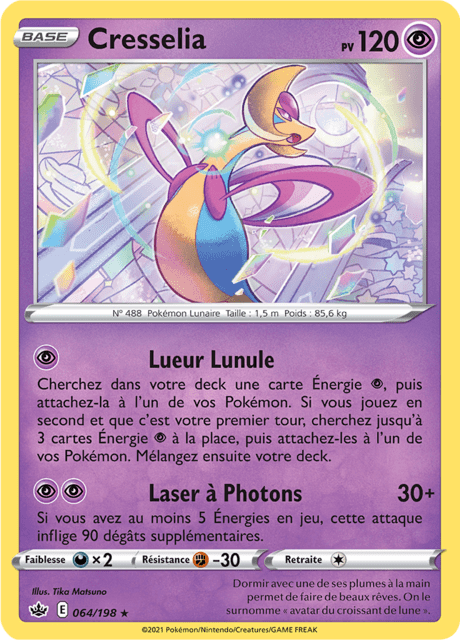 BASE Cresselia PV 120
N° 488 Pokémon Lunaire Taille : 1,5 m Poids : 85,6 kg
Lueur Lunule
Cherchez dans votre deck une carte Énergie , puis
attachez-la à l'un de vos Pokémon. Si vous jouez en
second et que c'est votre premier tour, cherchez jusqu'à
3 cartes Énergie à la place, puis attachez-les à l'un de
vos Pokémon. Mélangez ensuite votre deck.
Laser à Photons 30+
Si vous avez au moins 5 Énergies en jeu, cette attaque
inflige 90 dégâts supplémentaires.
Faiblesse ×2 Résistance -30 Retraite
Illus. Tika Matsuno
Dormir avec une de ses plumes à la main
permet de faire de beaux rêves. On le
surnomme « avatar du croissant de lune ».
E 064/198 ★
©2021 Pokémon/Nintendo/Creatures/GAME FREAK